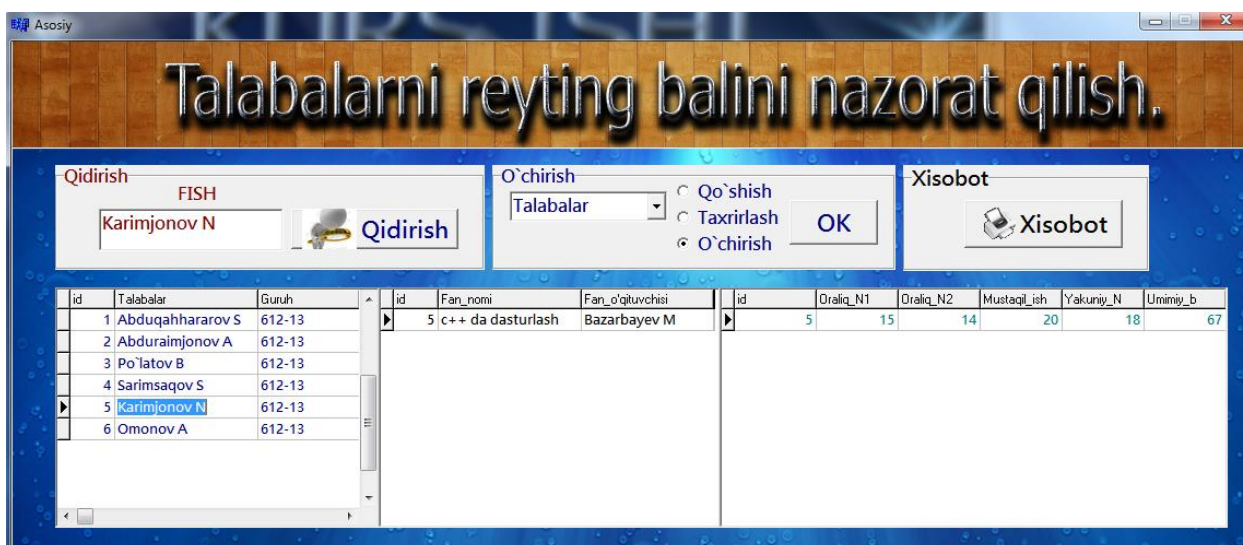 Asosiy
KURS ISHI
Talabalarni reyting balini nazorat qilish.
Qidirish
FISH
Karimjonov N
Qidirish
O`chirish
Talabalar
Qo`shish
Taxrirlash
O`chirish
OK
Xisobot
Xisobot
id Talabalar Guruh
1 Abduqahhararov S 612-13
2 Abduraimjonov A 612-13
3 Po`latov B 612-13
4 Sarimsaqov S 612-13
5 Karimjonov N 612-13
6 Omonov A 612-13
id Fan_nomi Fan_o'qituvchisi
5 c++ da dasturlash Bazarbayev M
id Oraliq_N1 Oraliq_N2 Mustaqil_ish Yakuniy_N Umimiy_b
5 15 14 20 18 67